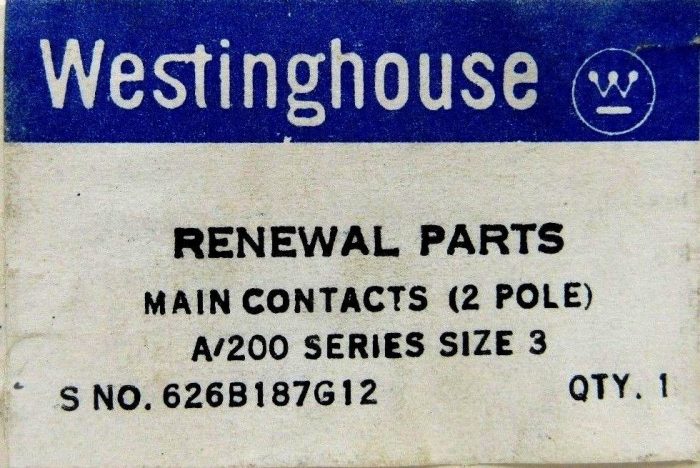 Westinghouse
RENEWAL PARTS
MAIN CONTACTS (2 POLE)
A/200 SERIES SIZE 3
S NO. 626B187G12 QTY. 1